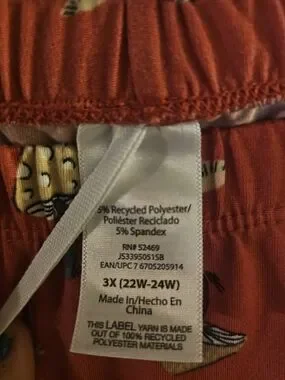 5% Recycled Polyester/
Poliéster Reciclado
5% Spandex
RN# 52469
JS3395051SB
EAN/UPC 7 6705205914
3X (22W-24W)
Made in/Hecho En
China
THIS LABEL YARN IS MADE
OUT OF 100% RECYCLED
POLYESTER MATERIALS